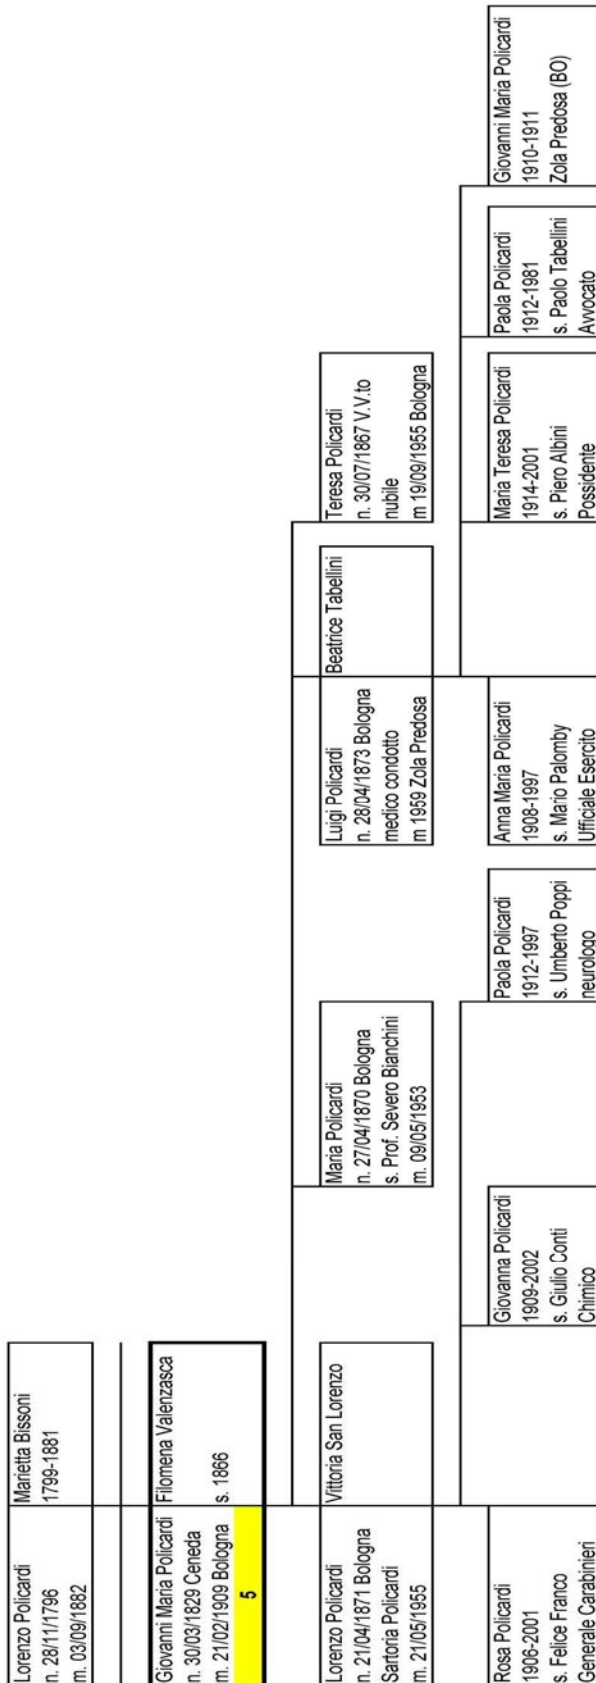 Lorenzo Policardi
n. 28/11/1796
m. 03/09/1882
Marietta Bissoni
1799-1881
Giovanni Maria Policardi
n. 30/03/1829 Ceneda
m. 21/02/1909 Bologna
5
Filomena Valenzasca
s. 1866
Lorenzo Policardi
n. 21/04/1871 Bologna
Sartoria Policardi
m. 21/05/1955
Vittoria San Lorenzo
Maria Policardi
n. 27/04/1870 Bologna
s. Prof. Severo Bianchini
m. 09/05/1953
Luigi Policardi
n. 28/04/1873 Bologna
medico condotto
m 1959 Zola Predosa
Beatrice Tabellini
Teresa Policardi
n. 30/07/1867 V.V.to
nubile
m 19/09/1955 Bologna
Rosa Policardi
1906-2001
s. Felice Franco
Generale Carabinieri
Giovanna Policardi
1909-2002
s. Giulio Conti
Chimico
Paola Policardi
1912-1997
s. Umberto Poppi
neurologo
Anna Maria Policardi
1908-1997
s. Mario Palomby
Ufficiale Esercito
Maria Teresa Policardi
1914-2001
s. Piero Albini
Possidente
Paola Policardi
1912-1981
s. Paolo Tabellini
Avvocato
Giovanni Maria Policardi
1910-1911
Zola Predosa (BO)